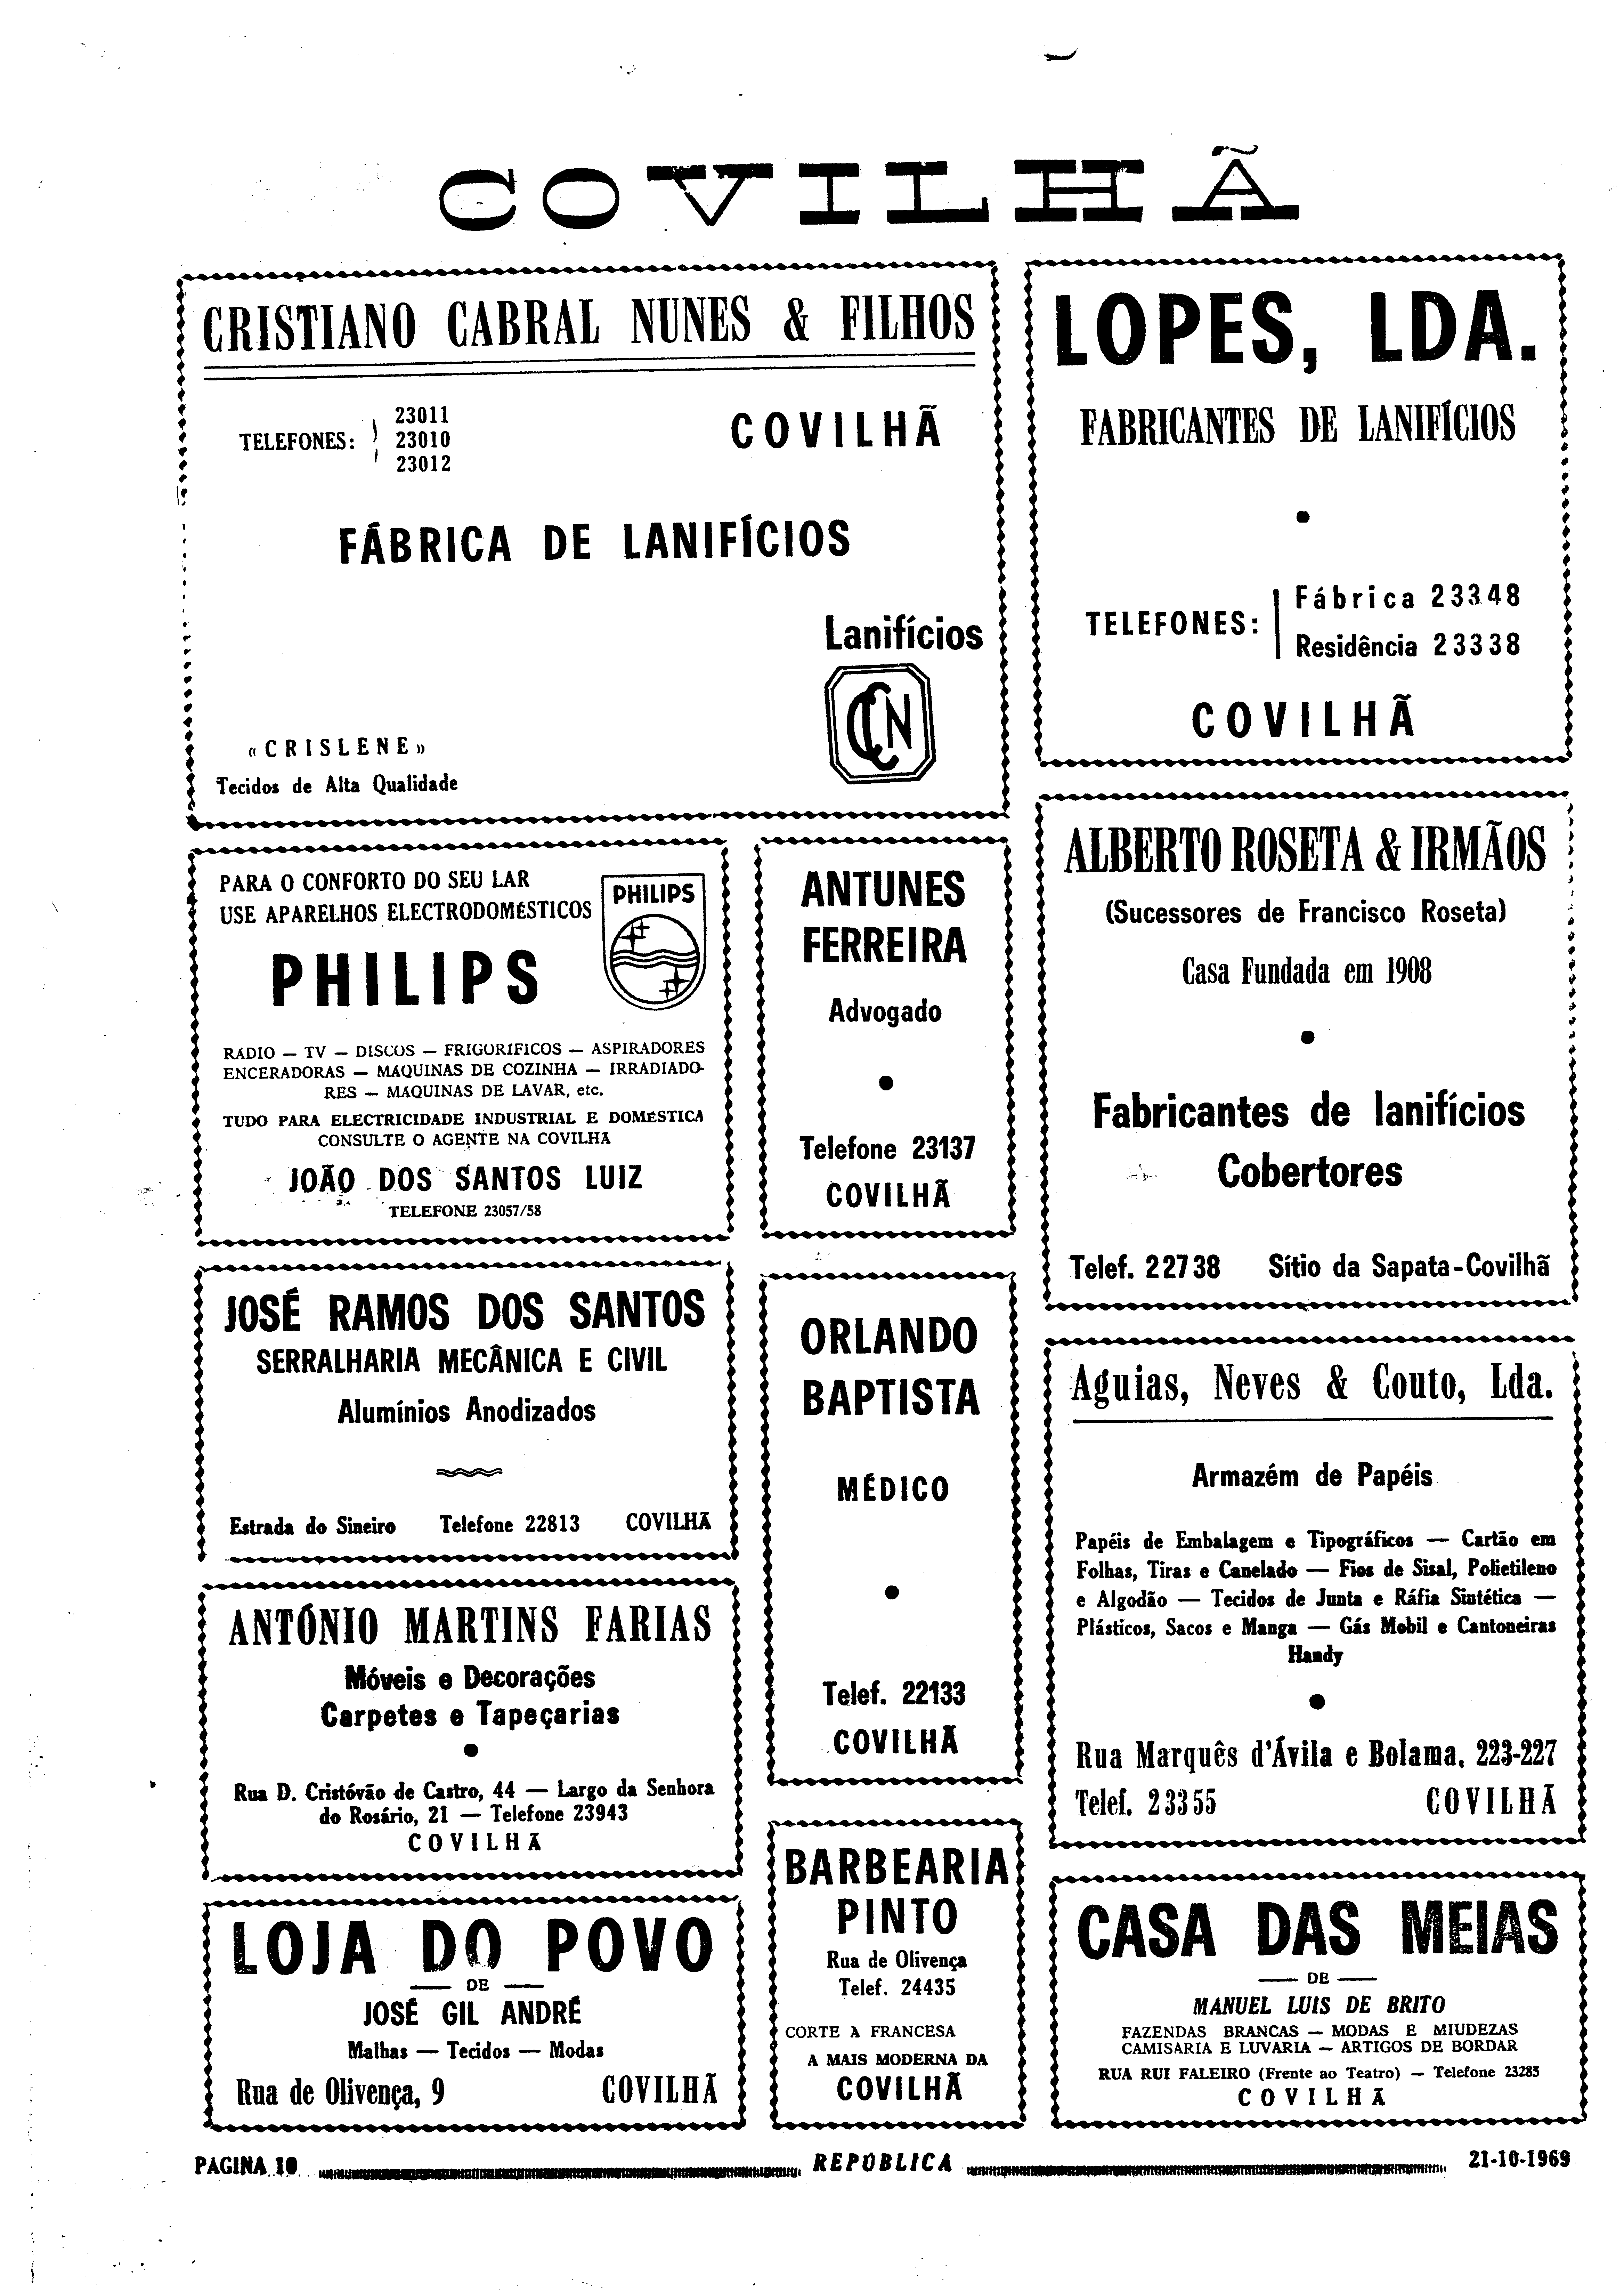 COVILHÃ
CRISTIANO CABRAL NUNES & FILHOS
TELEFONES:
23011
23010
23012
COVILHÃ
FÁBRICA DE LANIFÍCIOS
Lanifícios
CCN
«CRISLENE»
Tecidos de Alta Qualidade
LOPES, LDA.
FABRICANTES DE LANIFÍCIOS
TELEFONES:
Fábrica 23348
Residência 23338
COVILHÃ
PARA O CONFORTO DO SEU LAR
USE APARELHOS ELECTRODOMÉSTICOS
PHILIPS
PHILIPS
RADIO — TV — DISCOS — FRIGORÍFICOS — ASPIRADORES
ENCERADORAS — MAQUINAS DE COZINHA — IRRADIADO-
RES — MAQUINAS DE LAVAR, etc.
TUDO PARA ELECTRICIDADE INDUSTRIAL E DOMÉSTICA
CONSULTE O AGENTE NA COVILHÃ
JOÃO DOS SANTOS LUIZ
TELEFONE 23057/58
ANTUNES
FERREIRA
Advogado
Telefone 23137
COVILHÃ
ALBERTO ROSETA & IRMÃOS
(Sucessores de Francisco Roseta)
Casa Fundada em 1908
Fabricantes de lanifícios
Cobertores
Telef. 22738 Sítio da Sapata-Covilhã
JOSÉ RAMOS DOS SANTOS
SERRALHARIA MECÂNICA E CIVIL
Alumínios Anodizados
Estrada do Sineiro Telefone 22813 COVILHÃ
ORLANDO
BAPTISTA
MÉDICO
Telef. 22133
COVILHÃ
Aguias, Neves & Couto, Lda.
Armazém de Papéis
Papéis de Embalagem e Tipográficos — Cartão em
Folhas, Tiras e Canelado — Fios de Sisal, Polietileno
e Algodão — Tecidos de Junta e Ráfia Sintética —
Plásticos, Sacos e Manga — Gás Mobil e Cantoneiras
Handy
Rua Marquês d'Ávila e Bolama, 223-227
Telef. 23355 COVILHÃ
ANTÓNIO MARTINS FARIAS
Móveis e Decorações
Carpetes e Tapeçarias
Rua D. Cristóvão de Castro, 44 — Largo da Senhora
do Rosário, 21 — Telefone 23943
COVILHÃ
LOJA DO POVO
— DE —
JOSÉ GIL ANDRÉ
Malhas — Tecidos — Modas
Rua de Olivença, 9 COVILHÃ
BARBEARIA
PINTO
Rua de Olivença
Telef. 24435
CORTE À FRANCESA
A MAIS MODERNA DA
COVILHÃ
CASA DAS MEIAS
— DE —
MANUEL LUIS DE BRITO
FAZENDAS BRANCAS — MODAS E MIUDEZAS
CAMISARIA E LUVARIA — ARTIGOS DE BORDAR
RUA RUI FALEIRO (Frente ao Teatro) — Telefone 23285
COVILHÃ
PAGINA 10 REPÚBLICA 21-10-1969